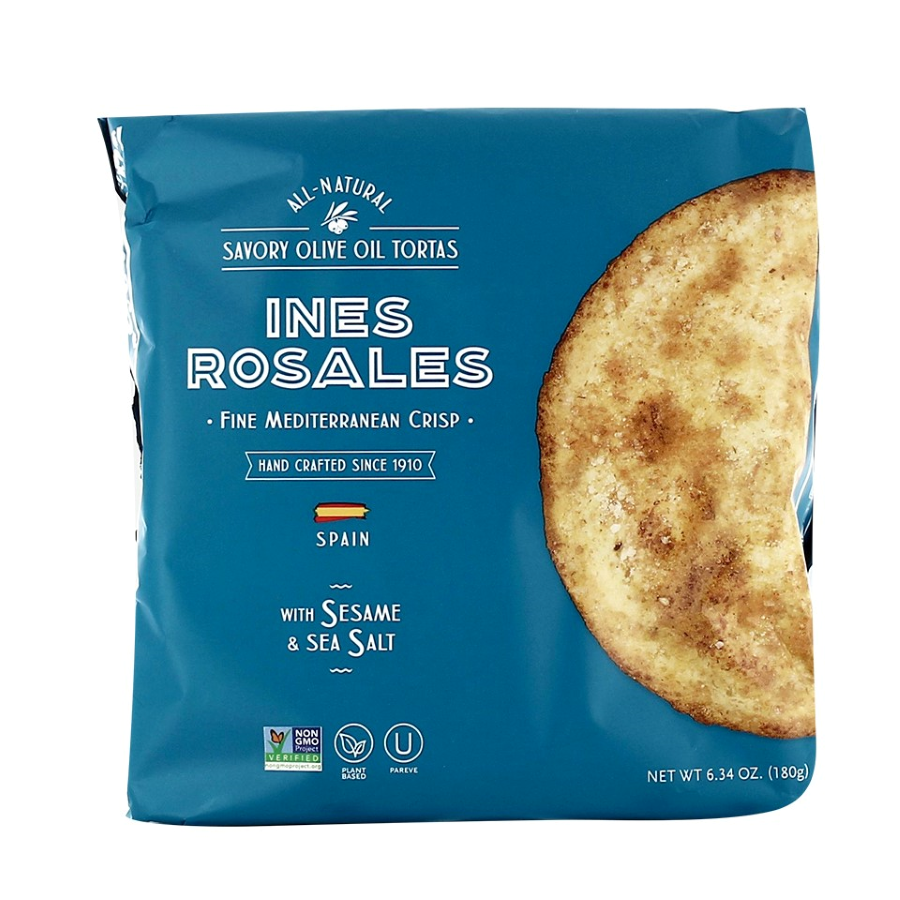 ALL-NATURAL
SAVORY OLIVE OIL TORTAS
INES
ROSALES
• FINE MEDITERRANEAN CRISP •
HAND CRAFTED SINCE 1910
SPAIN
WITH SESAME
& SEA SALT
NON
GMO
Project
VERIFIED
nongmoproject.org
PLANT
BASED
U
PAREVE
NET WT 6.34 OZ. (180g)